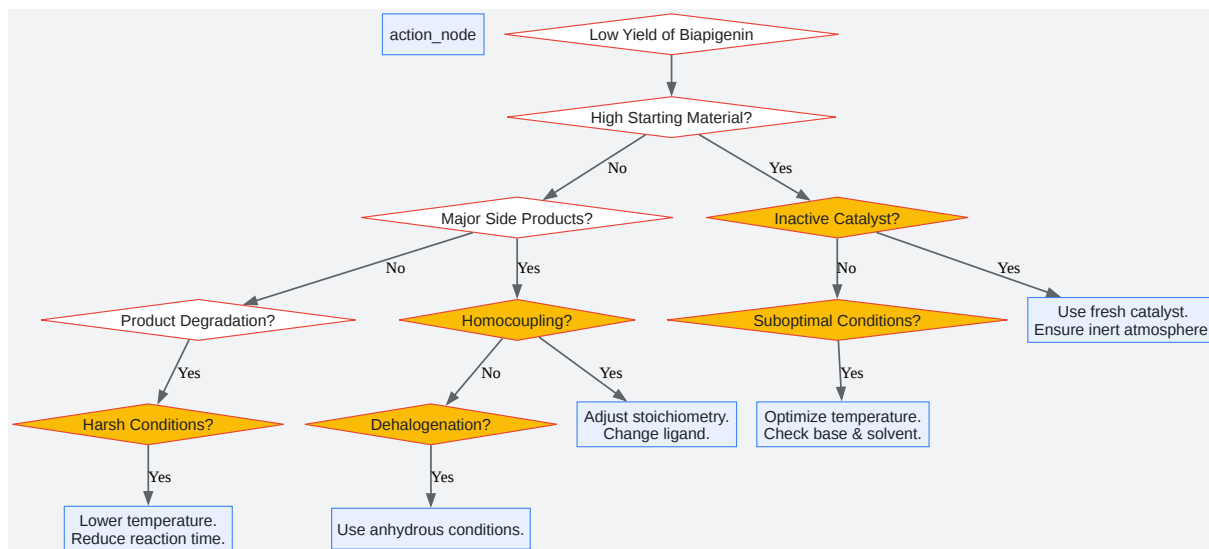 action_node
Low Yield of Biapigenin
High Starting Material?
No
Yes
Major Side Products?
Inactive Catalyst?
No
Yes
No
Yes
Product Degradation?
Homocoupling?
Suboptimal Conditions?
Use fresh catalyst.
Ensure inert atmosphere
Yes
No
Yes
Yes
Harsh Conditions?
Dehalogenation?
Adjust stoichiometry.
Change ligand.
Optimize temperature.
Check base & solvent.
Yes
Yes
Lower temperature.
Reduce reaction time.
Use anhydrous conditions.